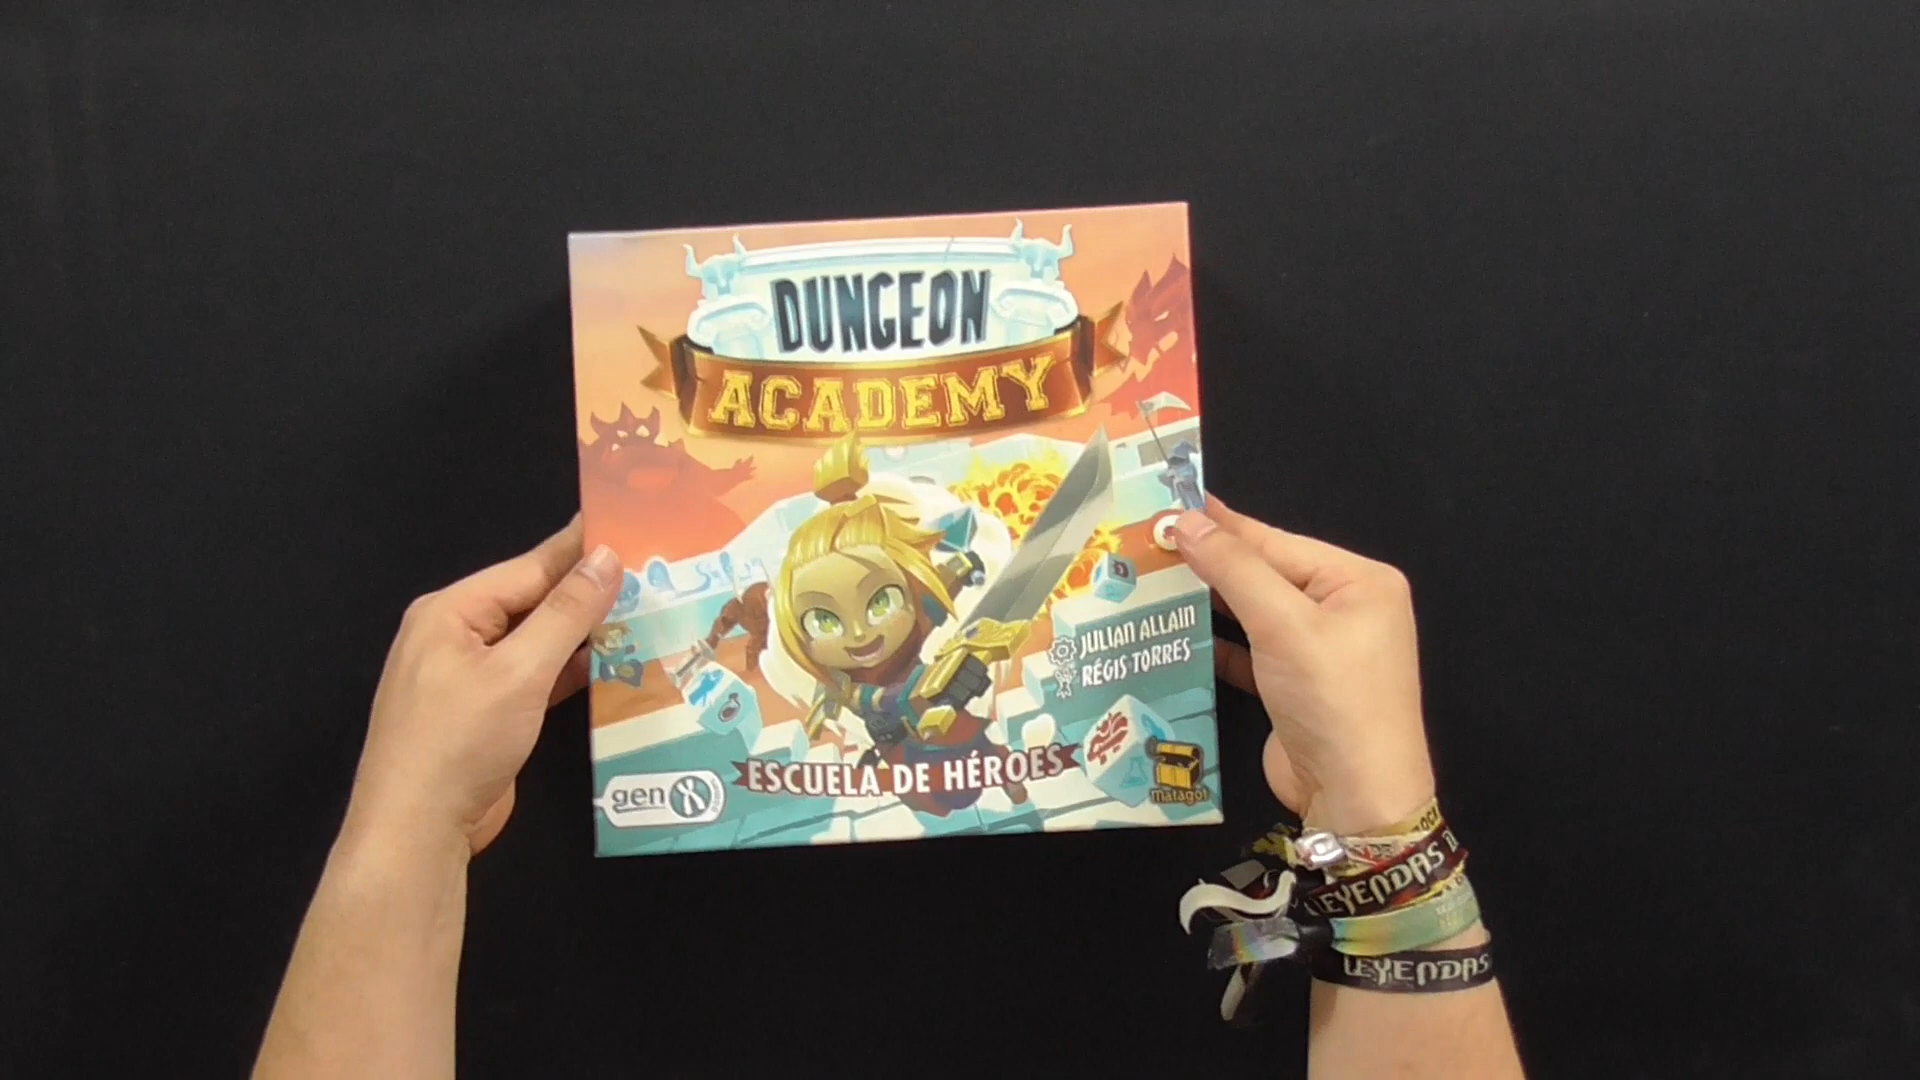 DUNGEON
ACADEMY
JULIAN ALLAIN
RÉGIS TORRES
ESCUELA DE HÉROES
gen X
Matagot
LEYENDAS
LEYENDAS